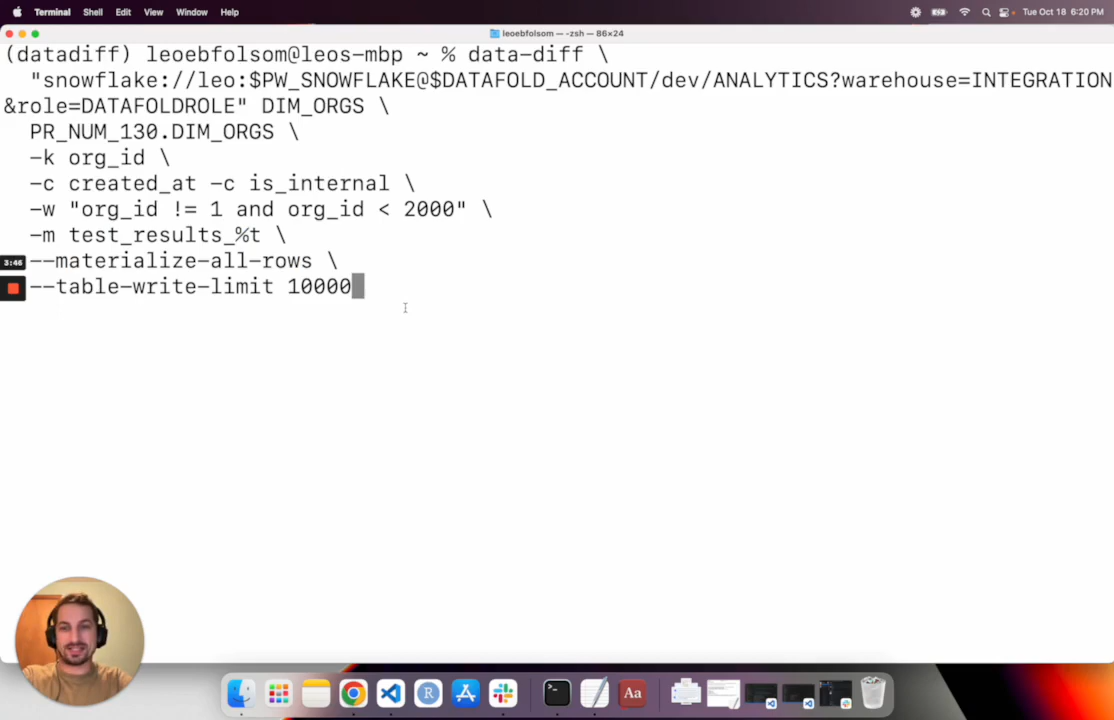 Terminal Shell Edit View Window Help Tue Oct 18 6:20 PM
leoebfolsom — -zsh — 86×24
(datadiff) leoebfolsom@leos-mbp ~ % data-diff \
"snowflake://leo:$PW_SNOWFLAKE@$DATAFOLD_ACCOUNT/dev/ANALYTICS?warehouse=INTEGRATION
&role=DATAFOLDROLE" DIM_ORGS \
PR_NUM_130.DIM_ORGS \
-k org_id \
-c created_at -c is_internal \
-w "org_id != 1 and org_id < 2000" \
-m test_results_%t \
3:46
--materialize-all-rows \
--table-write-limit 10000
R
Aa